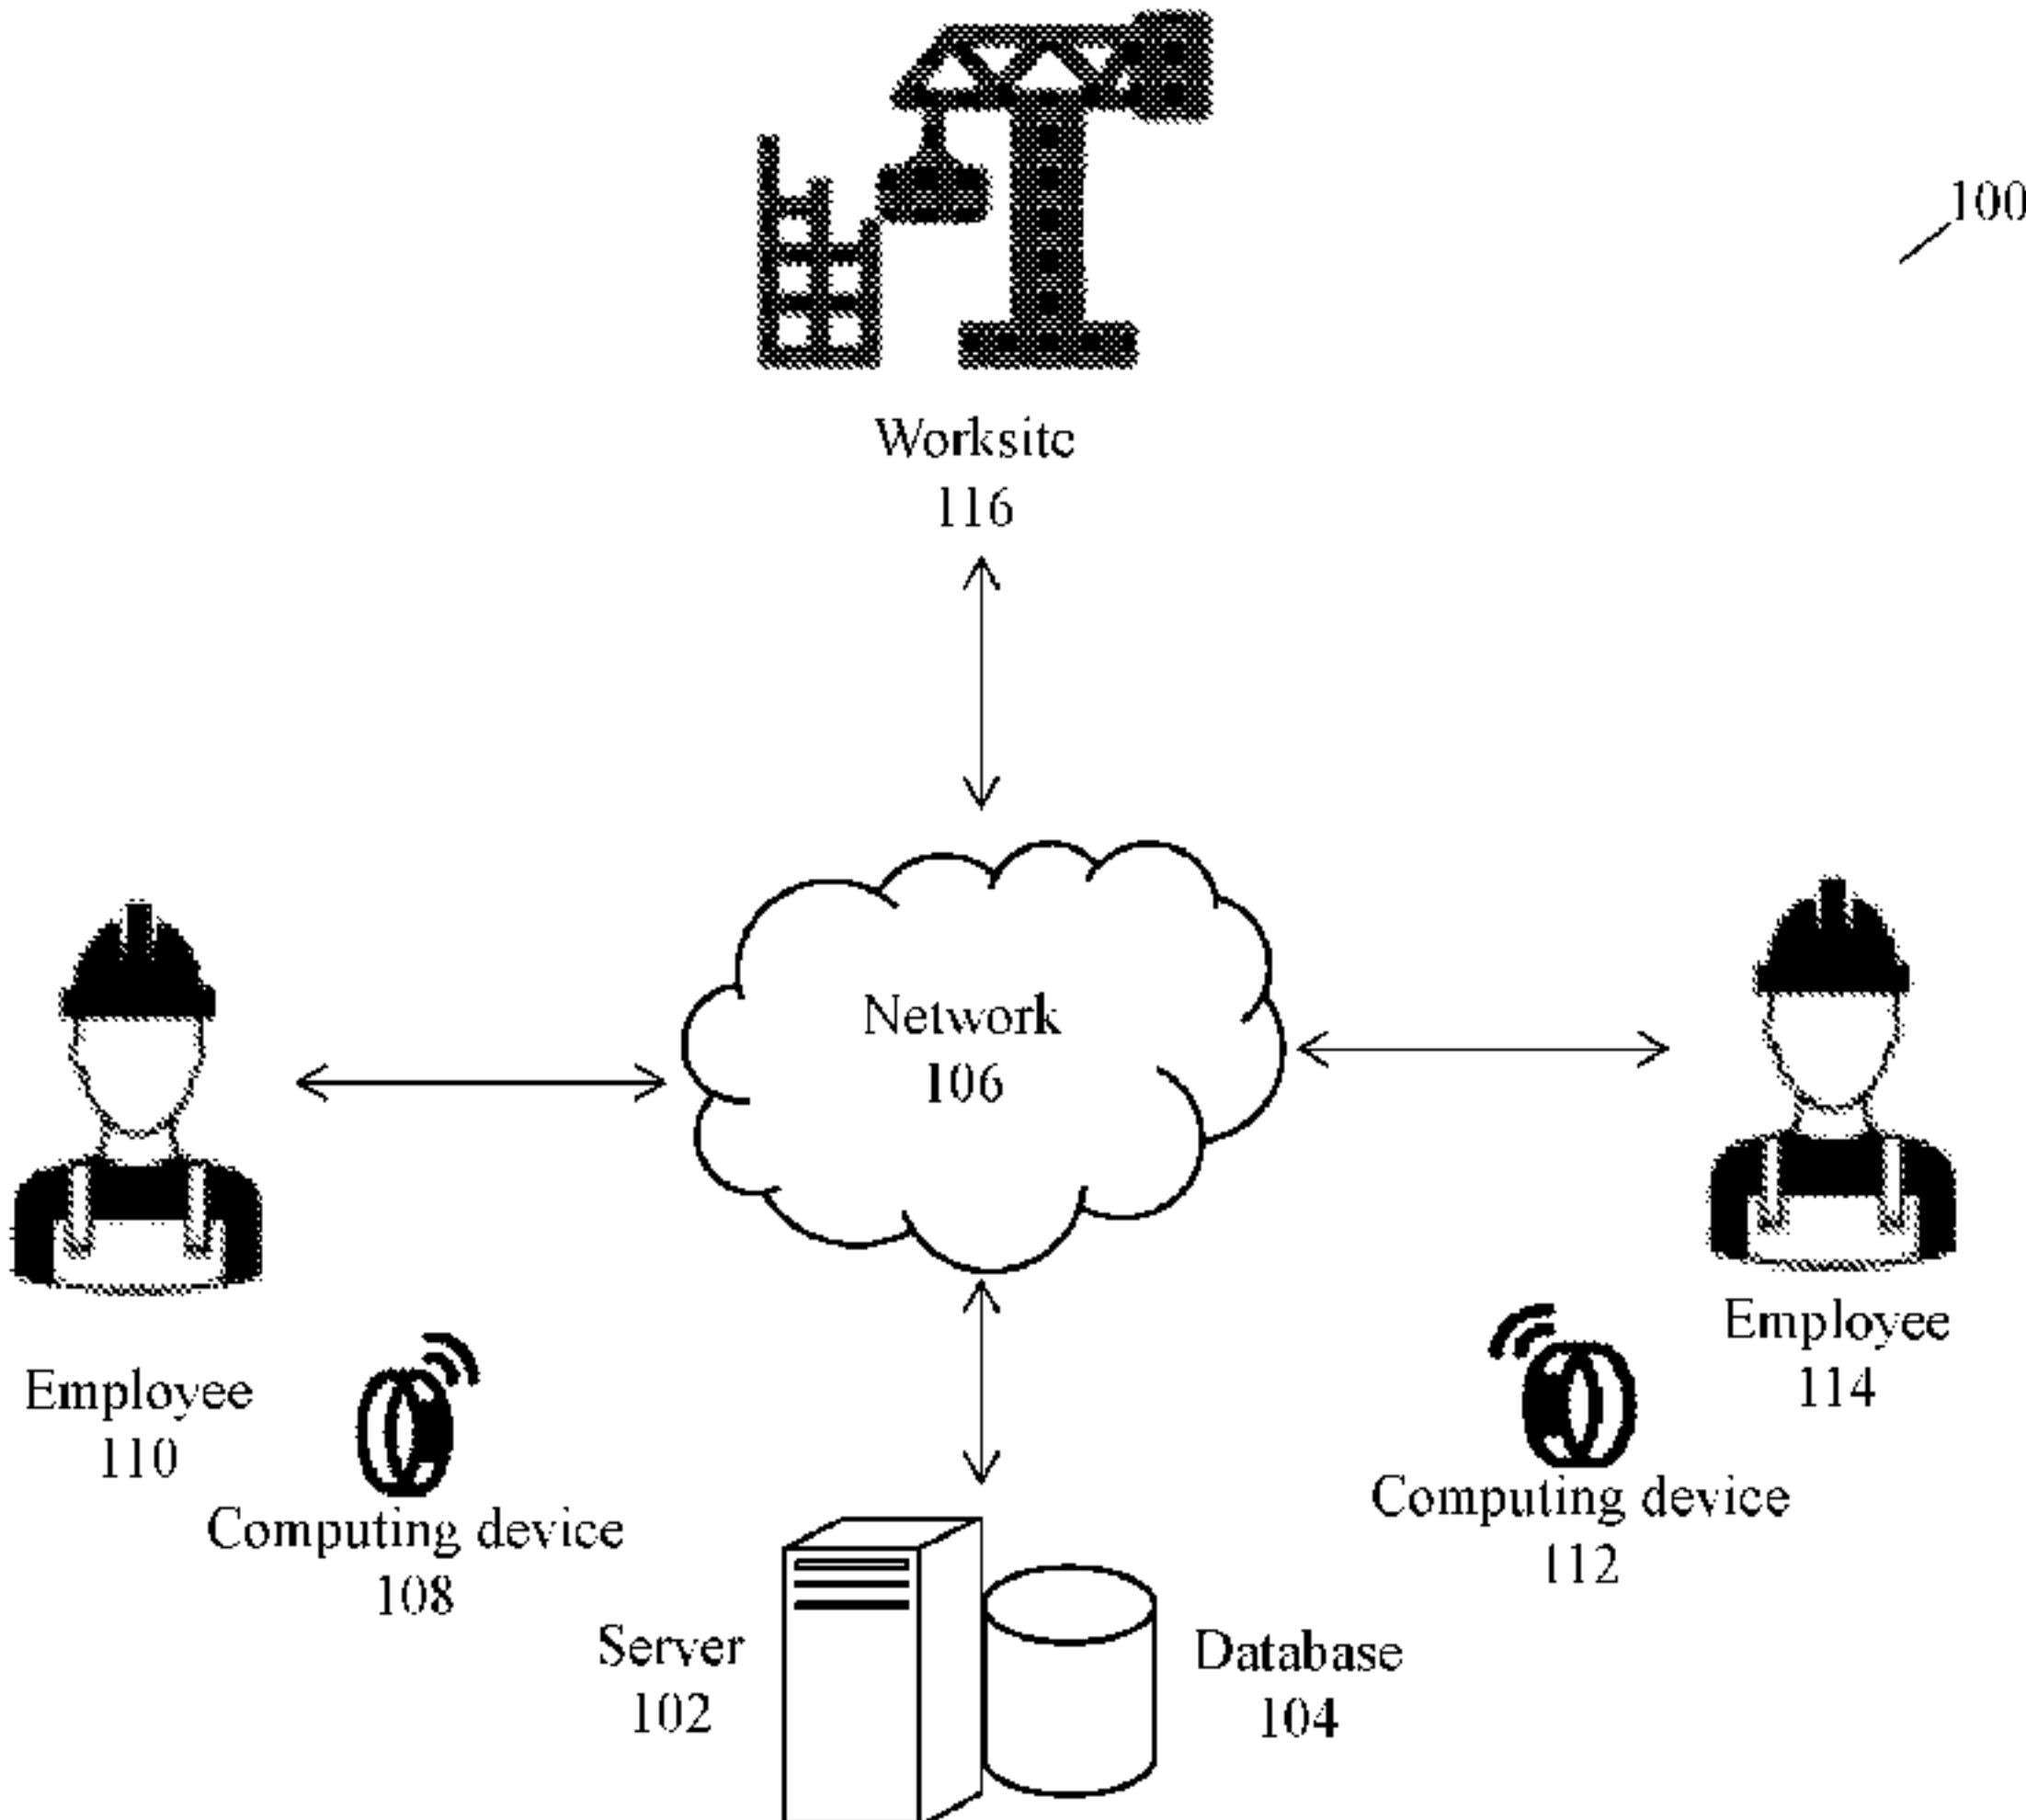 100
Worksite
116
Network
106
Employee
110
Employee
114
Computing device
108
Computing device
112
Server
102
Database
104